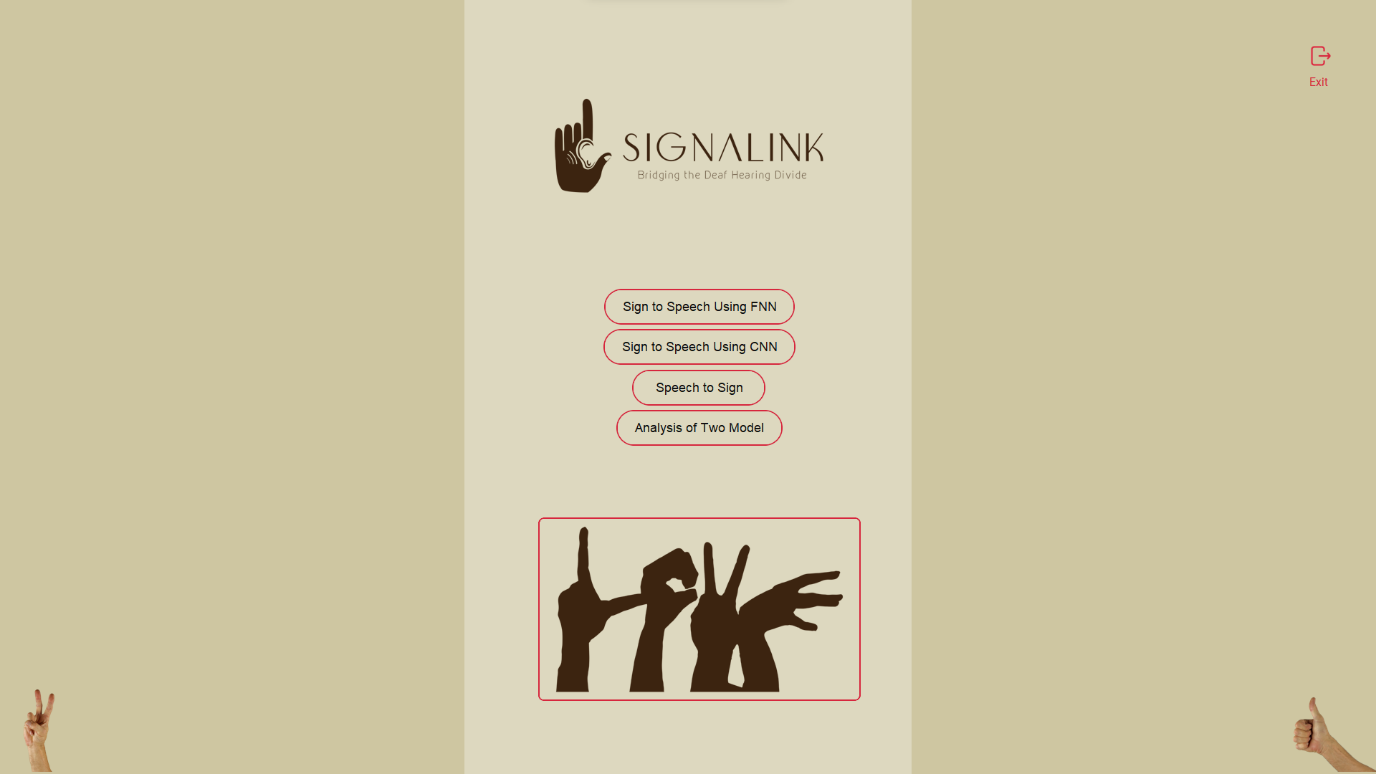 Exit
SIGNALINK
Bridging the Deaf Hearing Divide
Sign to Speech Using FNN
Sign to Speech Using CNN
Speech to Sign
Analysis of Two Model